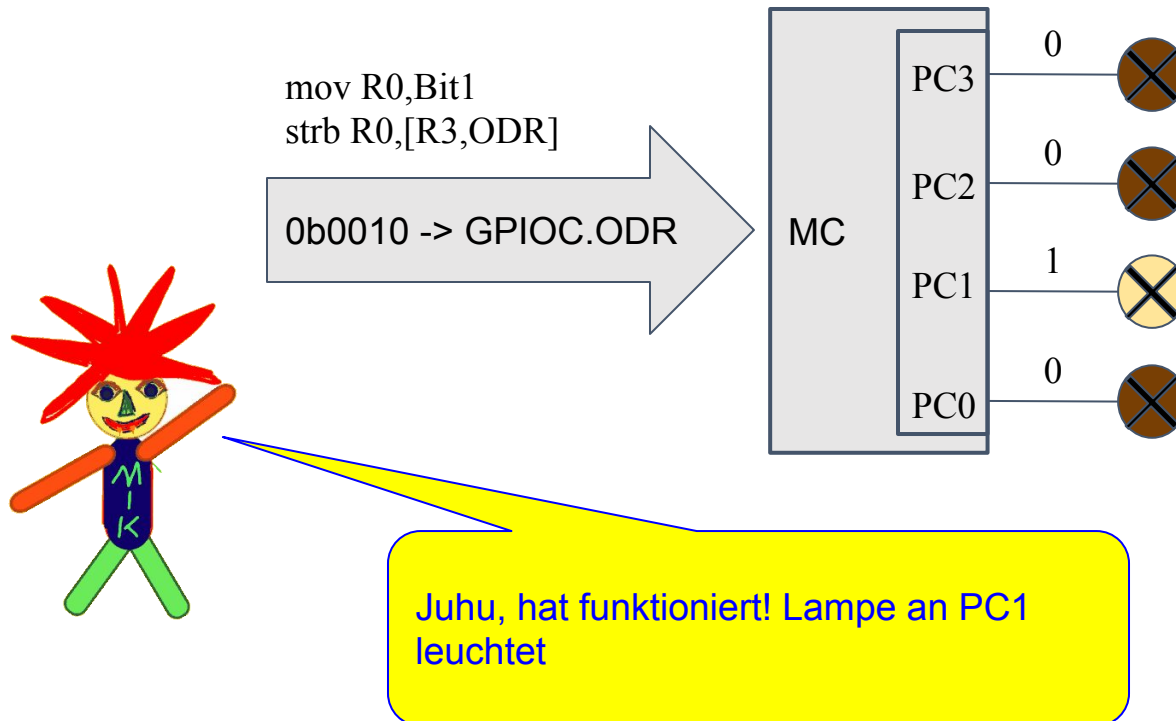 mov R0,Bit1
strb R0,[R3,ODR]
0b0010 -> GPIOC.ODR
MC
PC3
0
PC2
0
PC1
1
PC0
0
MIK
Juhu, hat funktioniert! Lampe an PC1
leuchtet